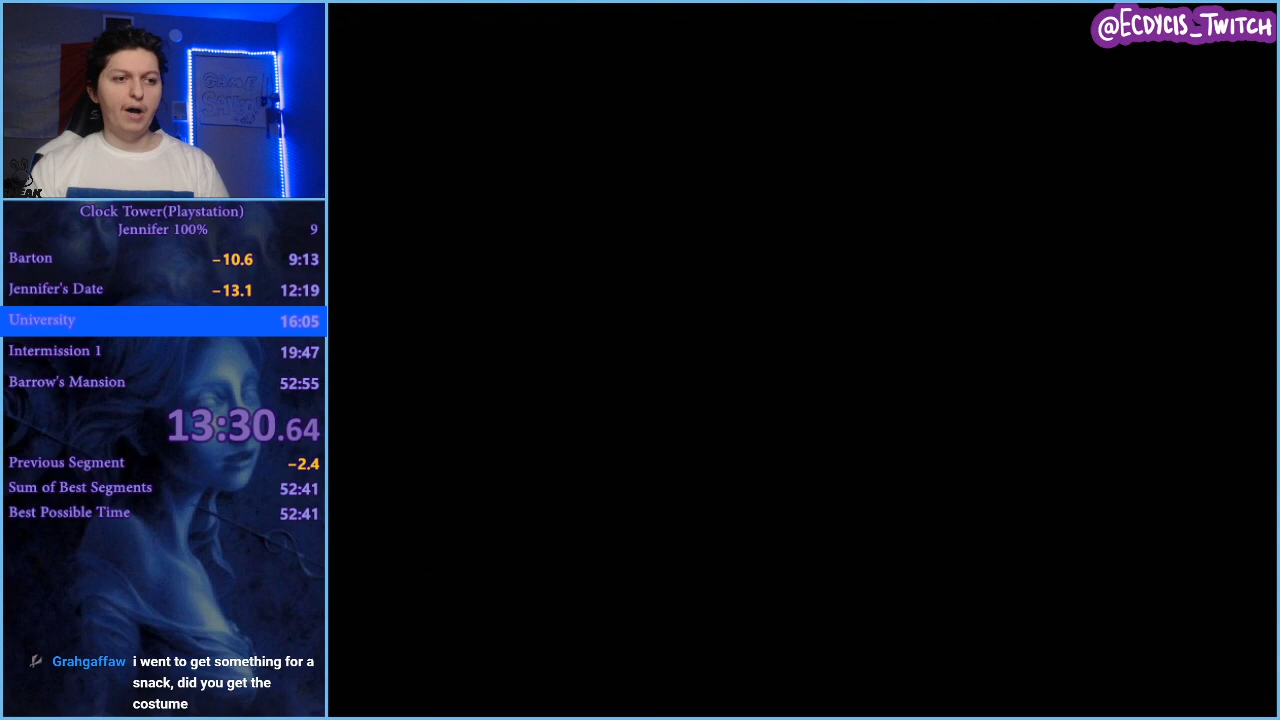 @ECDYCIS_TWITCH
GAME
Clock Tower(Playstation)
Jennifer 100% 9
Barton −10.6 9:13
Jennifer's Date −13.1 12:19
University 16:05
Intermission 1 19:47
Barrow's Mansion 52:55
13:30.64
Previous Segment −2.4
Sum of Best Segments 52:41
Best Possible Time 52:41
Grahgaffaw i went to get something for a
snack, did you get the
costume